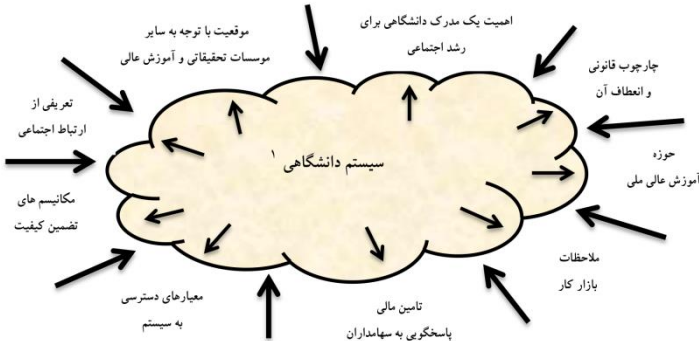 اهمیت یک مدرک دانشگاهی برای
رشد اجتماعی
موقعیت با توجه به سایر
موسسات تحقیقاتی و آموزش عالی
چارچوب قانونی
و انعطاف آن
تعریفی از
ارتباط اجتماعی
حوزه
آموزش عالی ملی
سیستم دانشگاهی ۱
مکانیسم های
تضمین کیفیت
ملاحظات
بازار کار
معیارهای دسترسی
به سیستم
تامین مالی
پاسخگویی به سهامداران